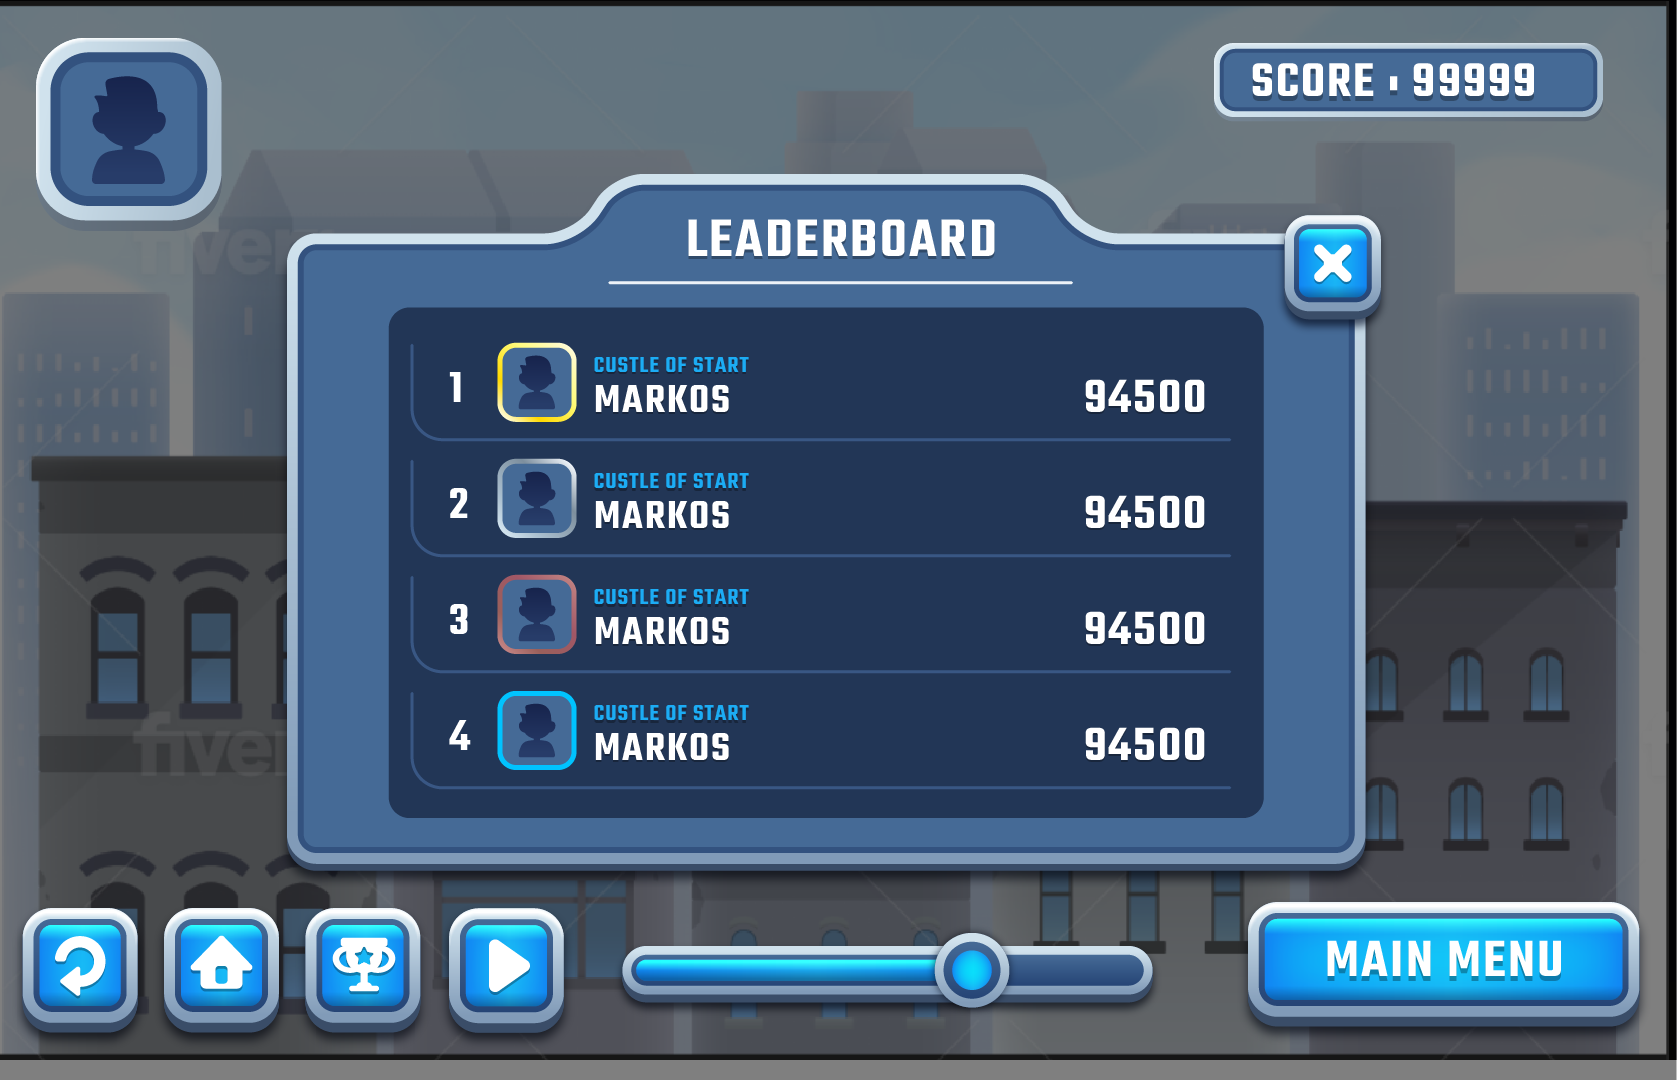 SCORE : 99999
LEADERBOARD
1
CUSTLE OF START
MARKOS
94500
2
CUSTLE OF START
MARKOS
94500
3
CUSTLE OF START
MARKOS
94500
4
CUSTLE OF START
MARKOS
94500
MAIN MENU